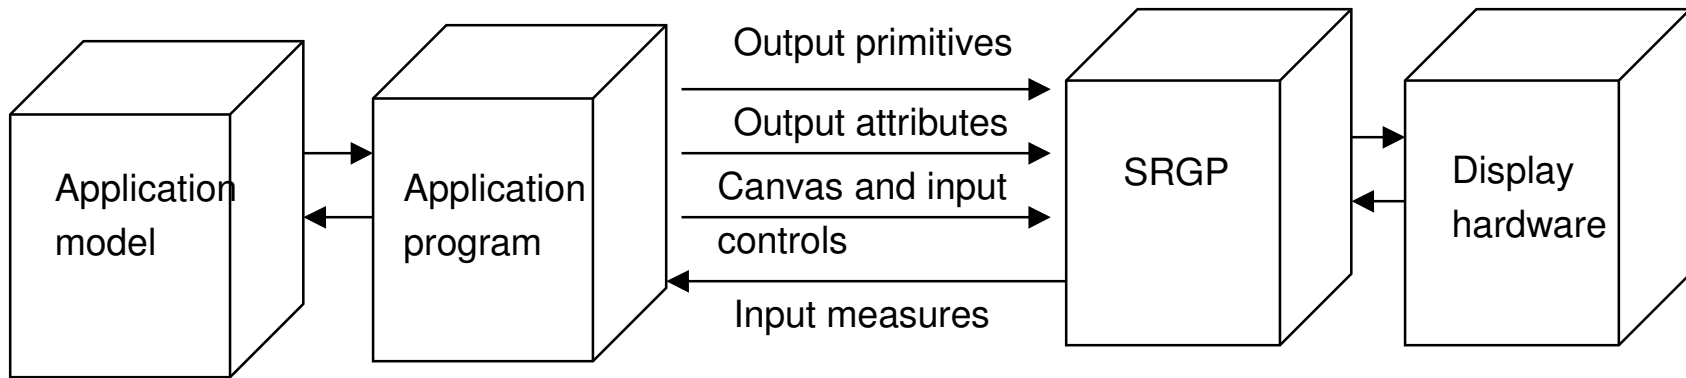 Application
model
Application
program
Output primitives
Output attributes
Canvas and input
controls
Input measures
SRGP
Display
hardware